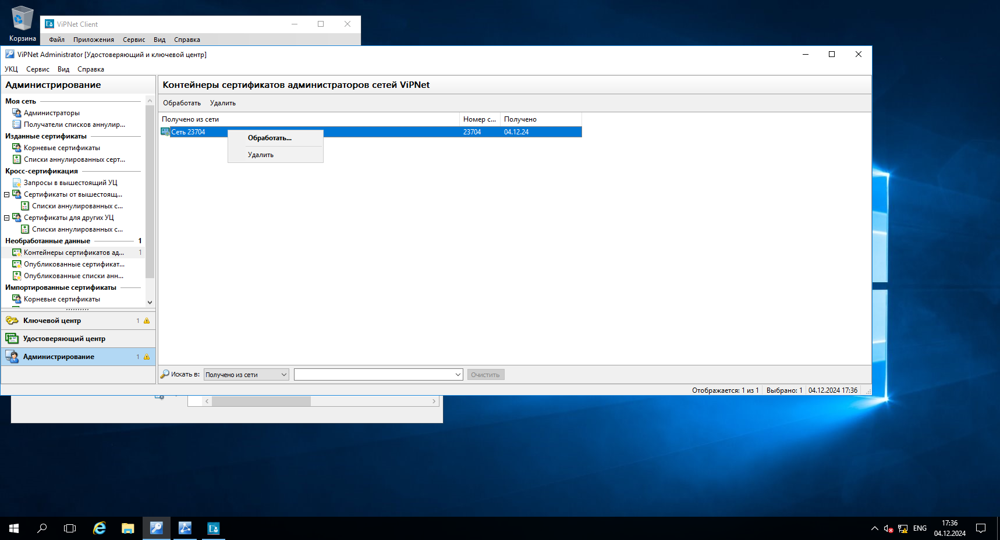 Корзина
ViPNet Client
Файл Приложения Сервис Вид Справка
ViPNet Administrator [Удостоверяющий и ключевой центр]
УКЦ Сервис Вид Справка
Администрирование
Моя сеть
Администраторы
Получатели списков аннулир...
Изданные сертификаты
Корневые сертификаты
Списки аннулированных серт...
Кросс-сертификация
Запросы в вышестоящий УЦ
Сертификаты от вышестоящ...
Списки аннулированных с...
Сертификаты для других УЦ
Списки аннулированных с...
Необработанные данные 1
Контейнеры сертификатов ад... 1
Опубликованные сертификат...
Опубликованные списки анн...
Импортированные сертификаты
Корневые сертификаты
Ключевой центр 1
Удостоверяющий центр
Администрирование 1
Контейнеры сертификатов администраторов сетей ViPNet
Обработать Удалить
Получено из сети Номер с... Получено
Сеть 23704 23704 04.12.24
Обработать...
Удалить
Искать в: Получено из сети Очистить
Отображается: 1 из 1 Выбрано: 1 04.12.2024 17:36
ENG
17:36
04.12.2024